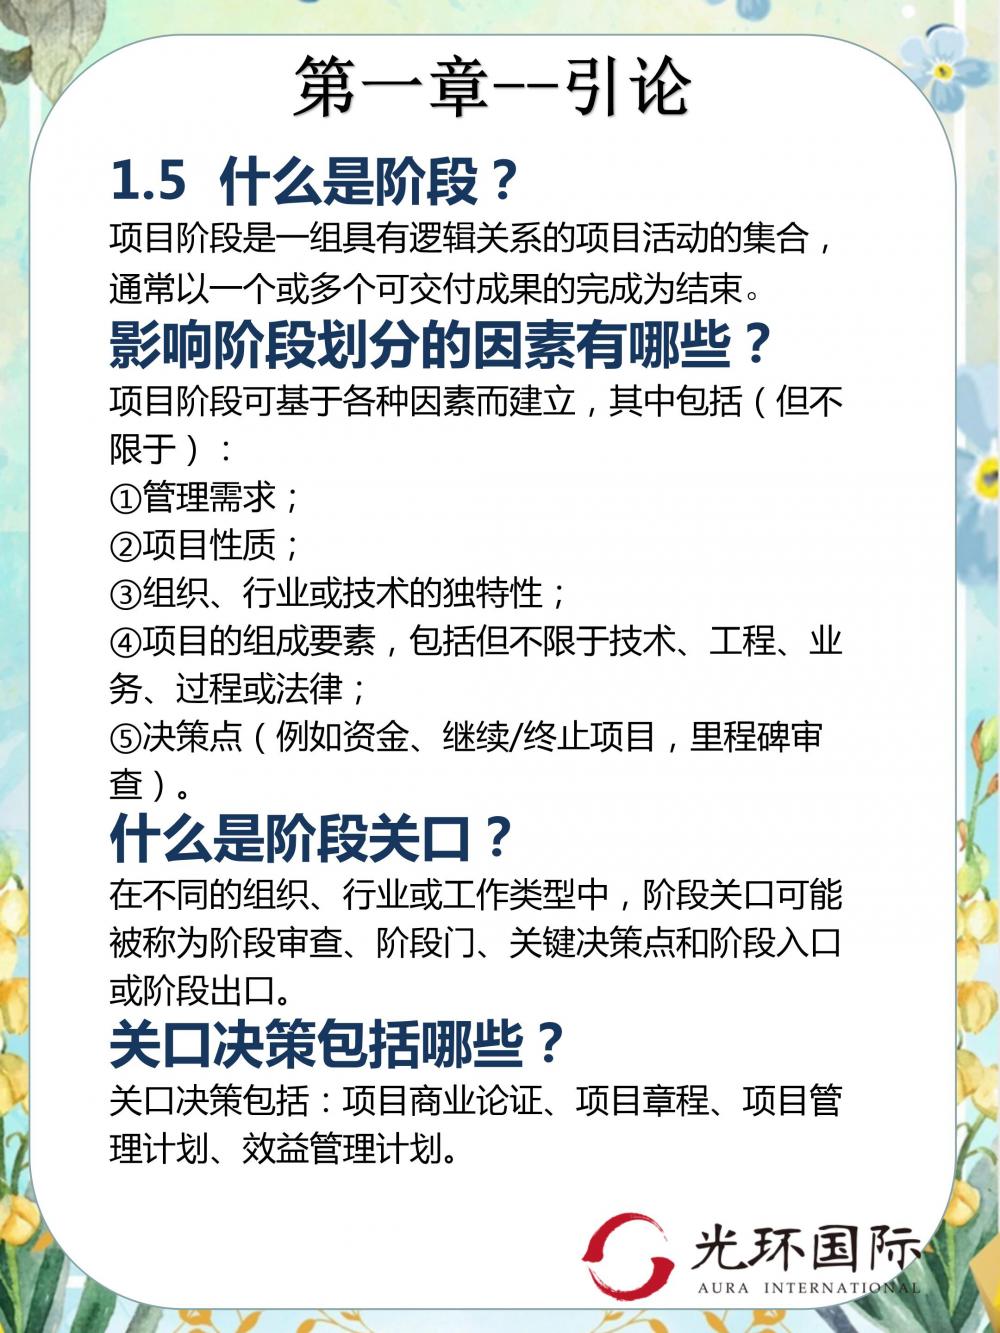 第一章--引论
1.5 什么是阶段？
项目阶段是一组具有逻辑关系的项目活动的集合，
通常以一个或多个可交付成果的完成为结束。
影响阶段划分的因素有哪些？
项目阶段可基于各种因素而建立，其中包括（但不
限于）：
①管理需求；
②项目性质；
③组织、行业或技术的独特性；
④项目的组成要素，包括但不限于技术、工程、业
务、过程或法律；
⑤决策点（例如资金、继续/终止项目，里程碑审
查）。
什么是阶段关口？
在不同的组织、行业或工作类型中，阶段关口可能
被称为阶段审查、阶段门、关键决策点和阶段入口
或阶段出口。
关口决策包括哪些？
关口决策包括：项目商业论证、项目章程、项目管
理计划、效益管理计划。
光环国际
AURA INTERNATIONAL